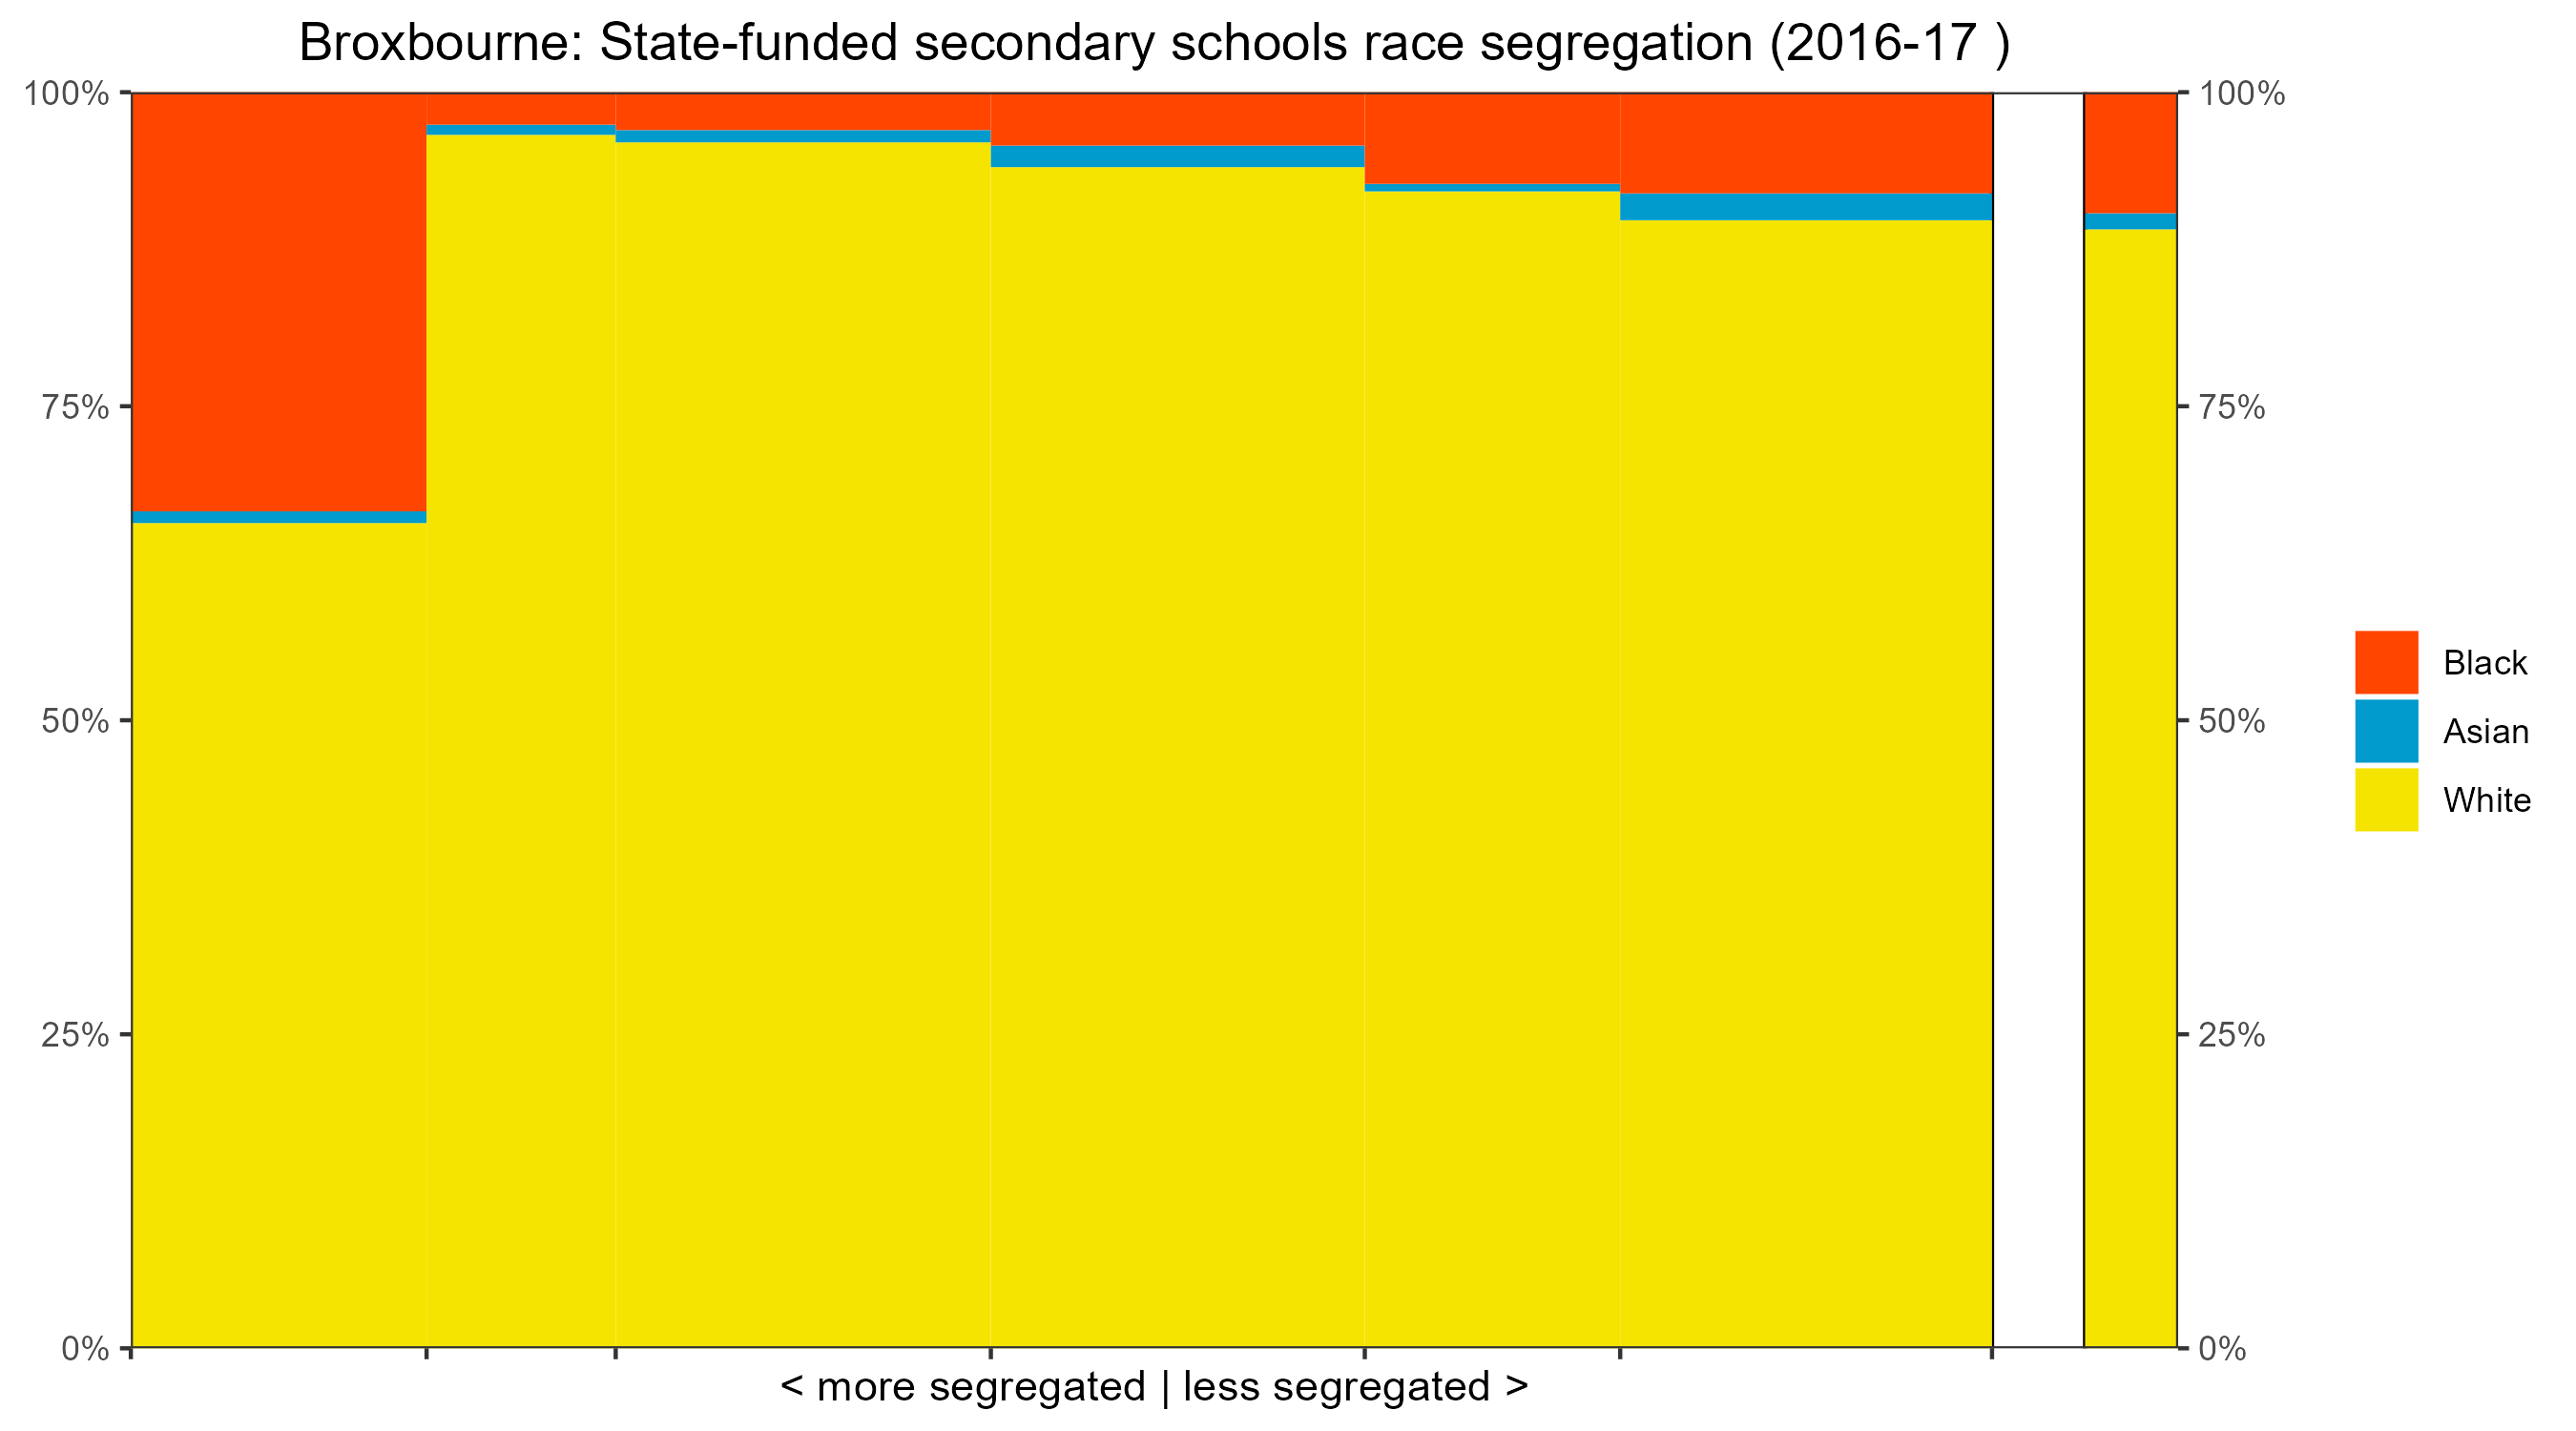 Broxbourne: State-funded secondary schools race segregation (2016-17 )
100%
75%
50%
25%
0%
100%
75%
50%
25%
0%
Black
Asian
White
< more segregated | less segregated >